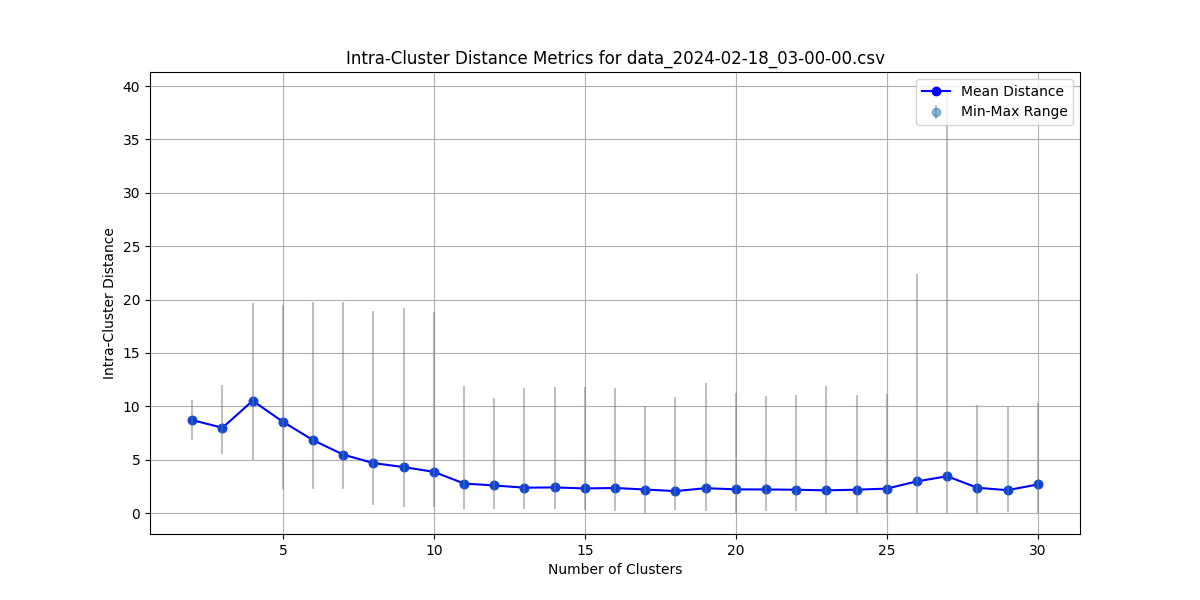 Intra-Cluster Distance Metrics for data_2024-02-18_03-00-00.csv
Mean Distance
Min-Max Range
Intra-Cluster Distance
40
35
30
25
20
15
10
5
0
5 10 15 20 25 30
Number of Clusters